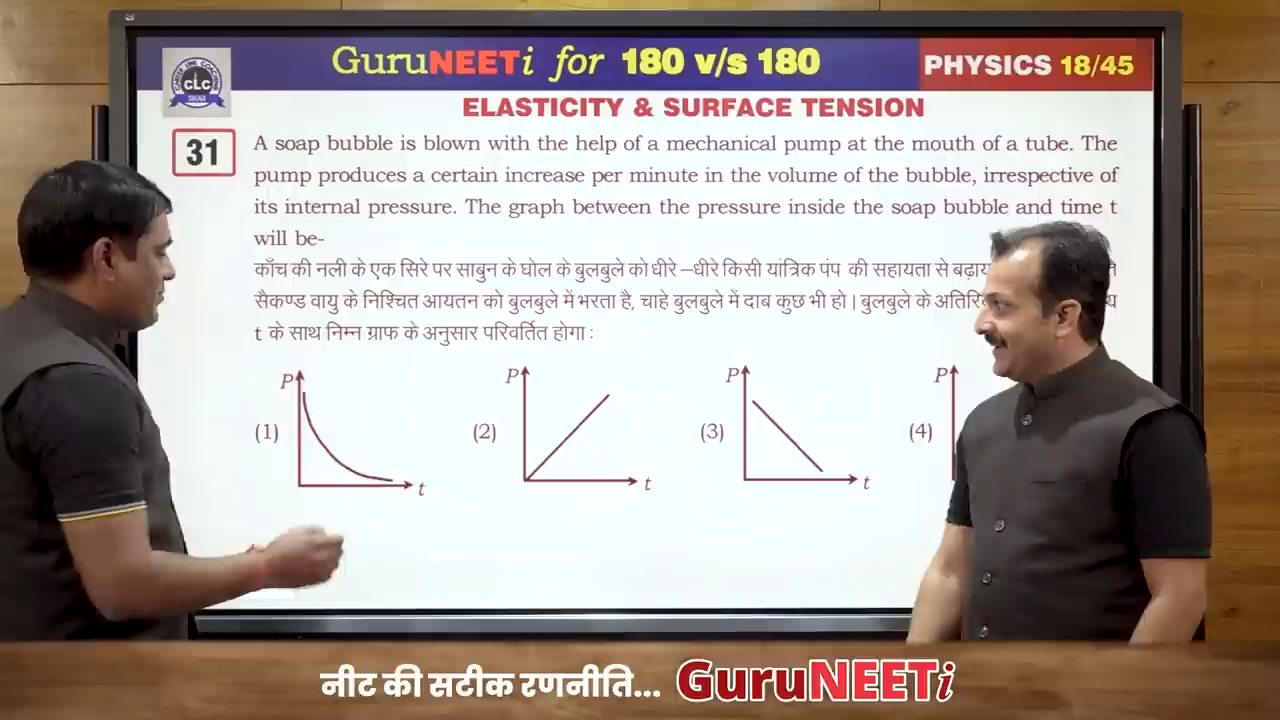 GuruNEETi for 180 v/s 180
PHYSICS 18/45
CLC
ELASTICITY & SURFACE TENSION
31
A soap bubble is blown with the help of a mechanical pump at the mouth of a tube. The
pump produces a certain increase per minute in the volume of the bubble, irrespective of
its internal pressure. The graph between the pressure inside the soap bubble and time t
will be-
काँच की नली के एक सिरे पर साबुन के घोल के बुलबुले को धीरे –धीरे किसी यांत्रिक पंप की सहायता से
सैकण्ड वायु के निश्चित आयतन को बुलबुले में भरता है, चाहे बुलबुले में दाब कुछ भी हो। बुलबुले के
t के साथ निम्न ग्राफ के अनुसार परिवर्तित होगा :
(1) P t
(2) P t
(3) P t
(4) P
नीट की सटीक रणनीति... GuruNEETi